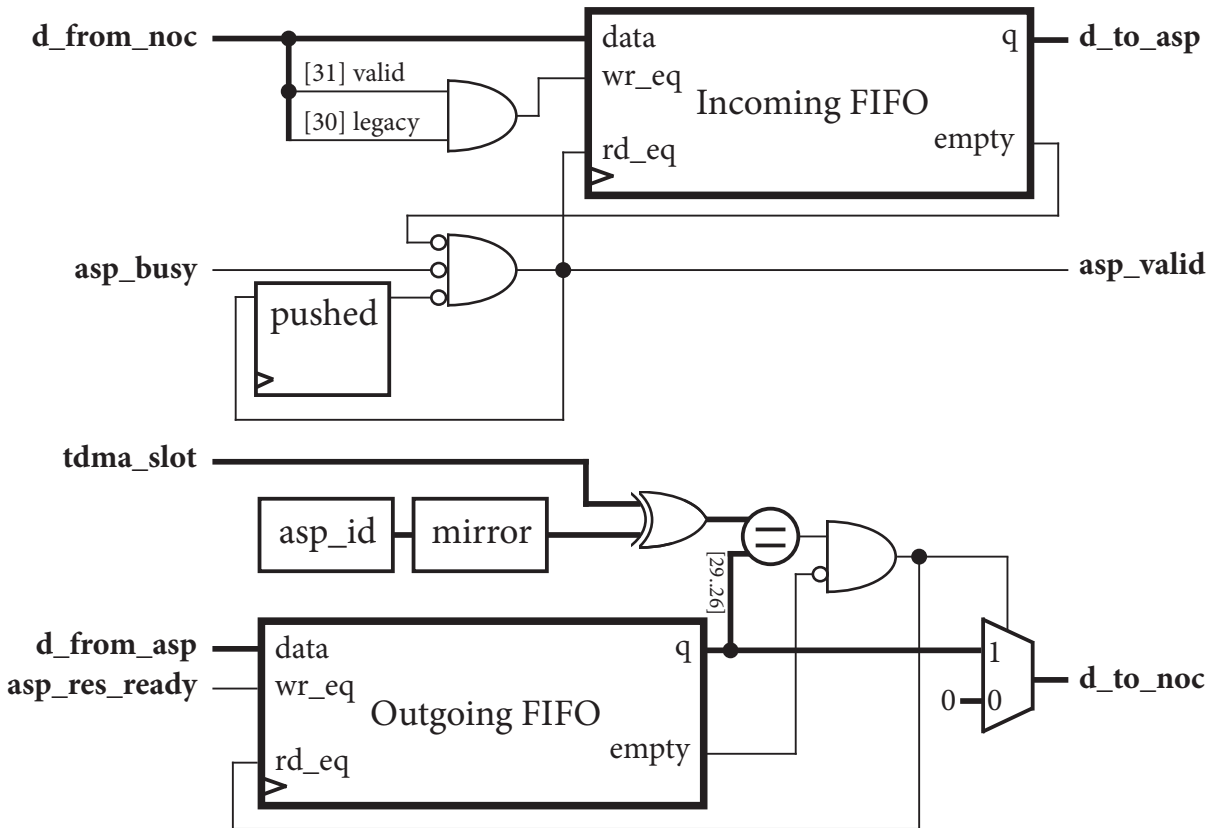 d_from_noc
[31] valid
[30] legacy
data
wr_eq
rd_eq
Incoming FIFO
q
empty
d_to_asp
asp_busy
pushed
asp_valid
tdma_slot
asp_id
mirror
=
[29..26]
d_from_asp
asp_res_ready
data
wr_eq
rd_eq
Outgoing FIFO
q
empty
1
0
0
d_to_noc